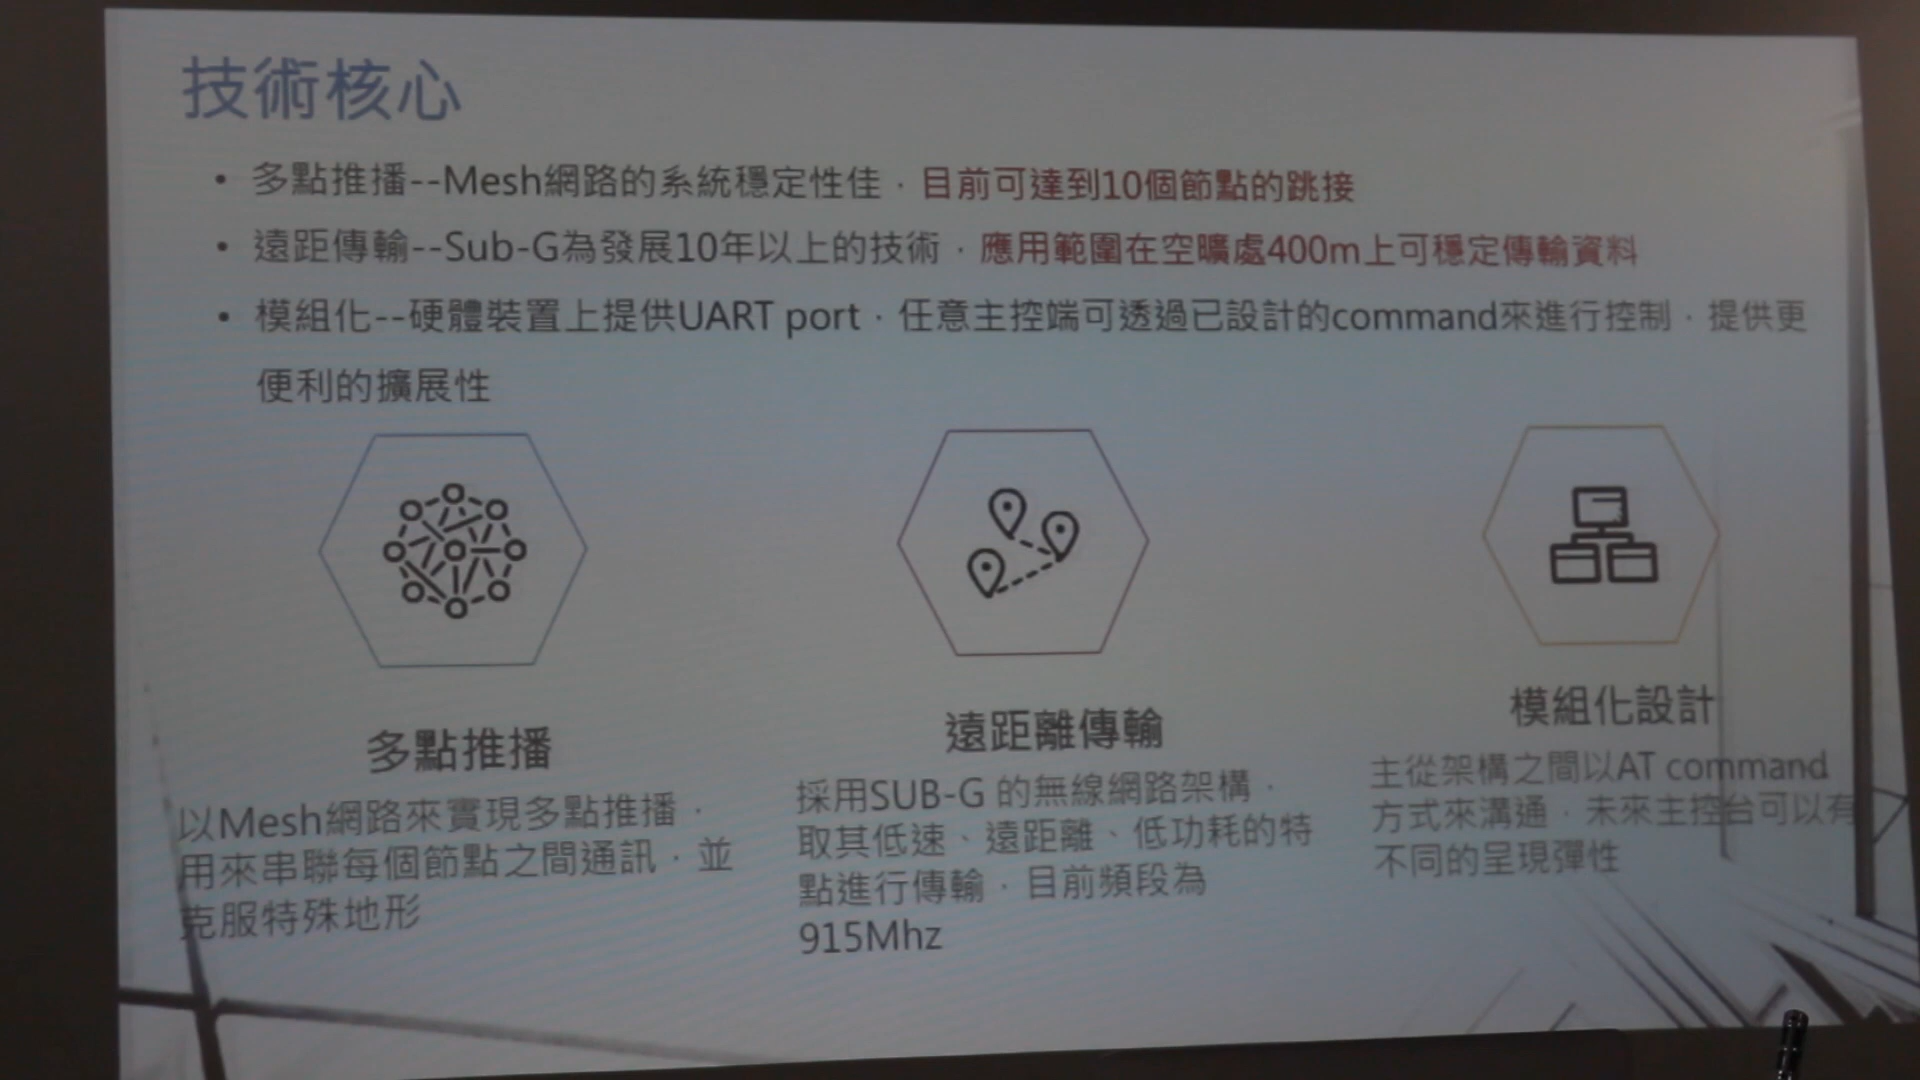 技術核心
• 多點推播--Mesh網路的系統穩定性佳，目前可達到10個節點的跳接
• 遠距傳輸--Sub-G為發展10年以上的技術，應用範圍在空曠處400m上可穩定傳輸資料
• 模組化--硬體裝置上提供UART port，任意主控端可透過已設計的command來進行控制，提供更
便利的擴展性
多點推播
以Mesh網路來實現多點推播，
用來串聯每個節點之間通訊，並
克服特殊地形
遠距離傳輸
採用SUB-G 的無線網路架構，
取其低速、遠距離、低功耗的特
點進行傳輸，目前頻段為
915Mhz
模組化設計
主從架構之間以AT command
方式來溝通，未來主控台可以有
不同的呈現彈性